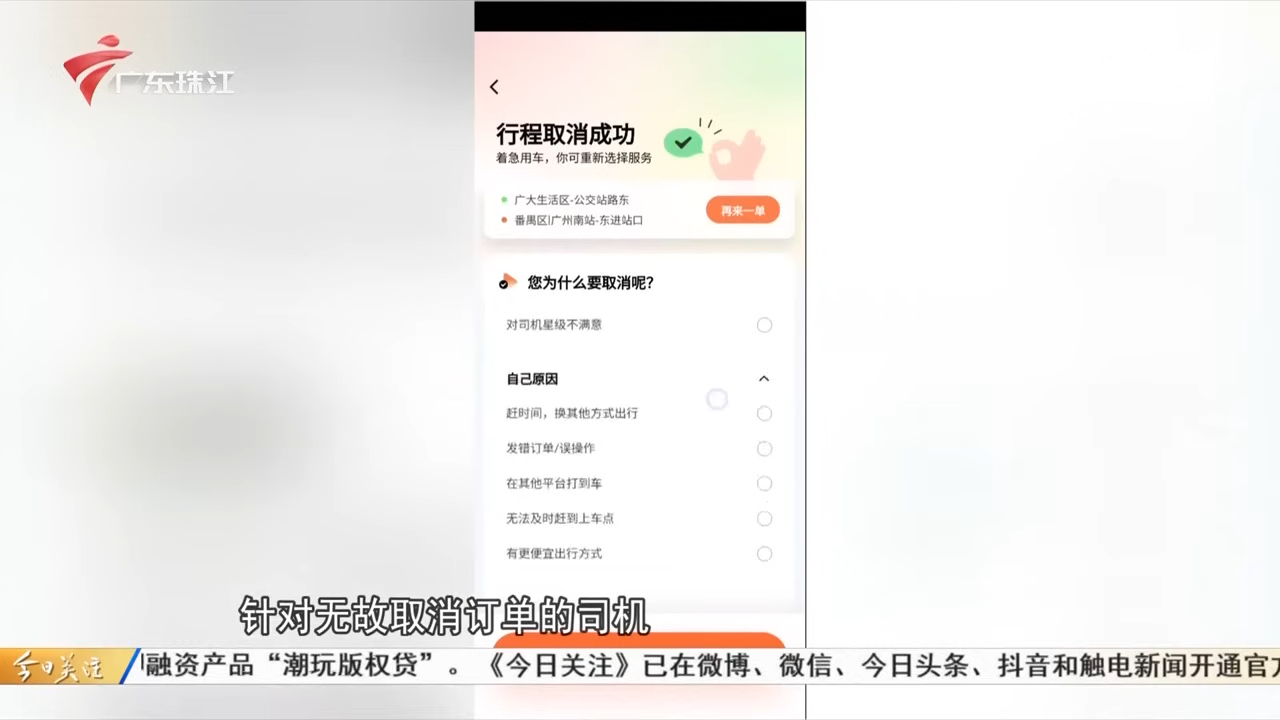 广东珠江
行程取消成功
着急用车，你可重新选择服务
广大生活区-公交站路东
番禺区|广州南站-东进站口
再来一单
您为什么要取消呢？
对司机星级不满意
自己原因
赶时间，换其他方式出行
发错订单/误操作
在其他平台打到车
无法及时赶到上车点
有更便宜出行方式
针对无故取消订单的司机
今日关注
融资产品“潮玩版权贷”。《今日关注》已在微博、微信、今日头条、抖音和触电新闻开通官方